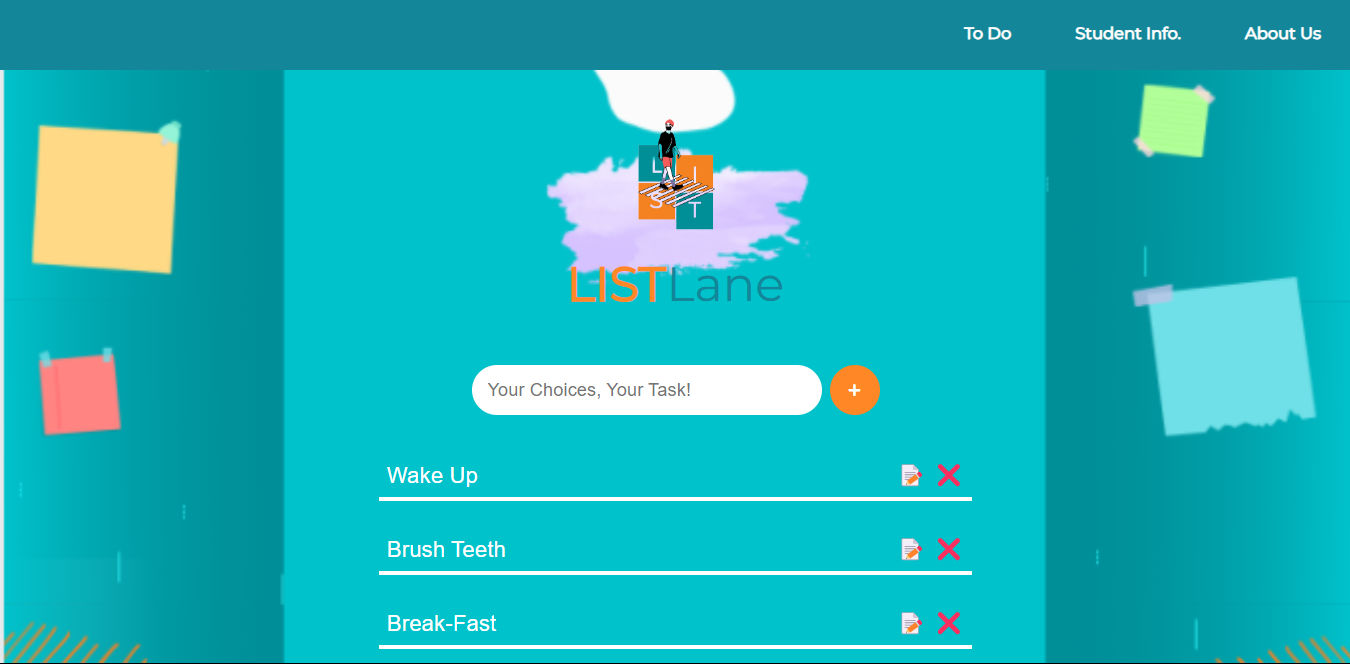 To Do Student Info. About Us
L I
S T
LISTLane
Your Choices, Your Task!
+
Wake Up
Brush Teeth
Break-Fast